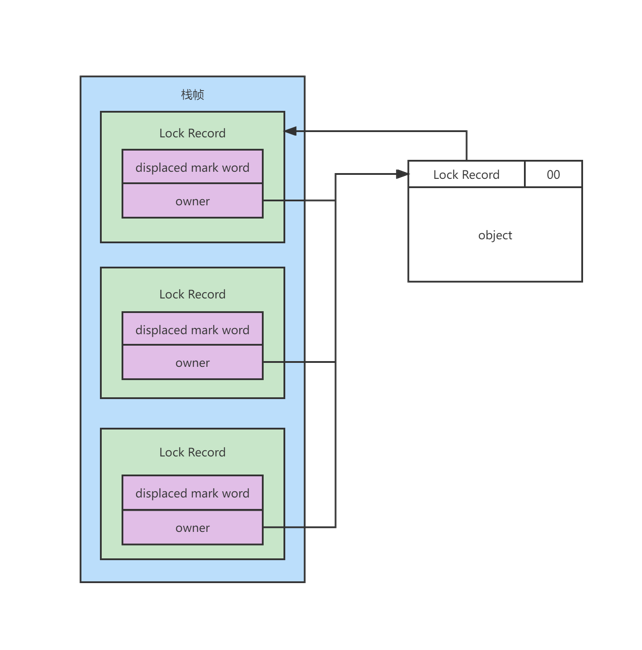 栈帧
Lock Record
displaced mark word
owner
Lock Record
00
object
Lock Record
displaced mark word
owner
Lock Record
displaced mark word
owner